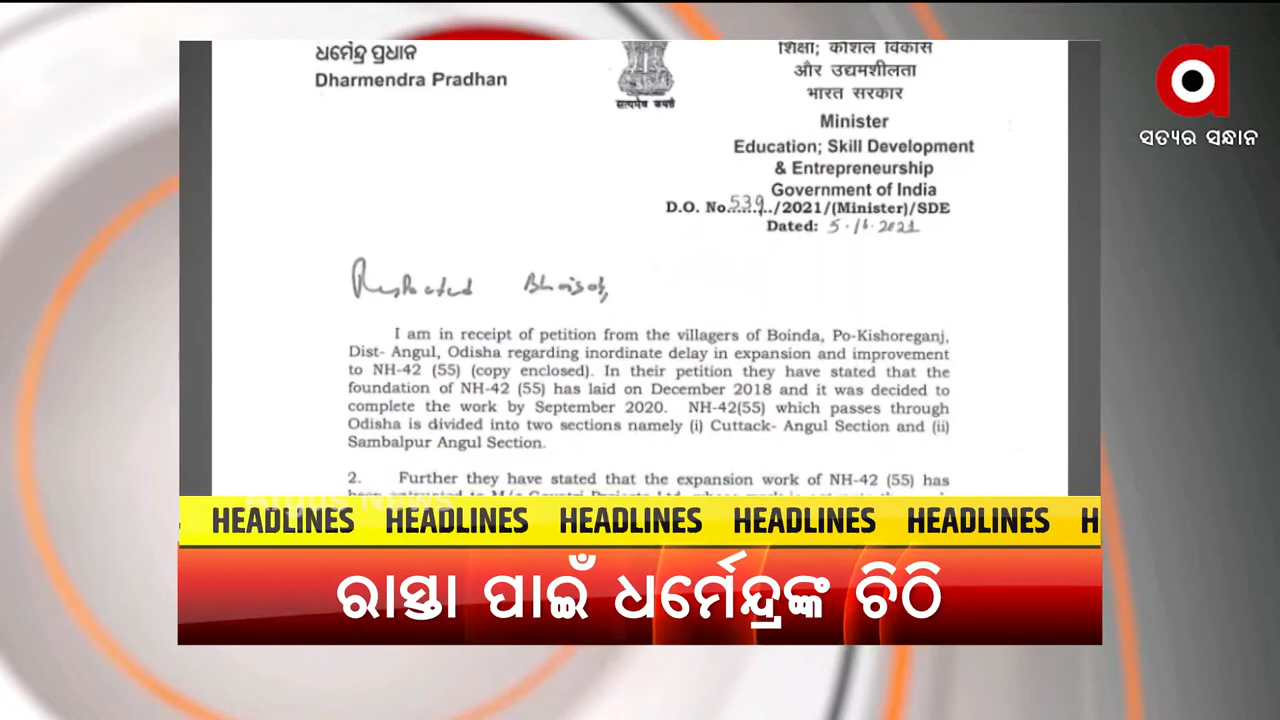 ଧର୍ମେନ୍ଦ୍ର ପ୍ରଧାନ
Dharmendra Pradhan
सत्यमेव जयते
शिक्षा; कौशल विकास
और उद्यमशीलता
भारत सरकार
Minister
Education; Skill Development
& Entrepreneurship
Government of India
D.O. No.539../2021/(Minister)/SDE
Dated:
ସତ୍ୟର ସନ୍ଧାନ
Respected
I am in receipt of petition from the villagers of Boinda, Po-Kishoreganj,
Dist- Angul, Odisha regarding inordinate delay in expansion and improvement
to NH-42 (55) (copy enclosed). In their petition they have stated that the
foundation of NH-42 (55) has laid on December 2018 and it was decided to
complete the work by September 2020. NH-42(55) which passes through
Odisha is divided into two sections namely (i) Cuttack- Angul Section and (ii)
Sambalpur Angul Section.
2. Further they have stated that the expansion work of NH-42 (55) has
Argus News
HEADLINES HEADLINES HEADLINES HEADLINES HEADLINES H
ରାସ୍ତା ପାଇଁ ଧର୍ମେନ୍ଦ୍ରଙ୍କ ଚିଠି